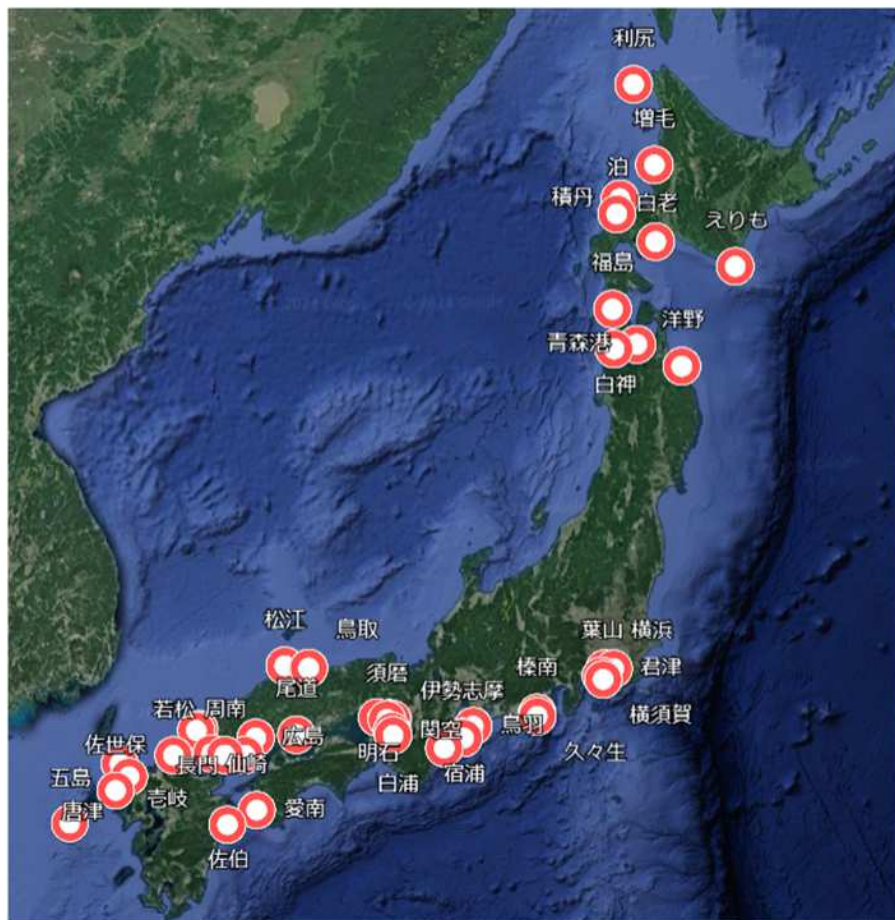 利尻
増毛
泊
積丹
白老
えりも
福島
洋野
青森港
白神
松江
鳥取
葉山 横浜
尾道
須磨
榛南
君津
伊勢志摩
若松 周南
横須賀
広島
関空
鳥羽
佐世保
明石
久々生
長門 仙崎
宿浦
五島
白浦
壱岐
唐津
愛南
佐伯